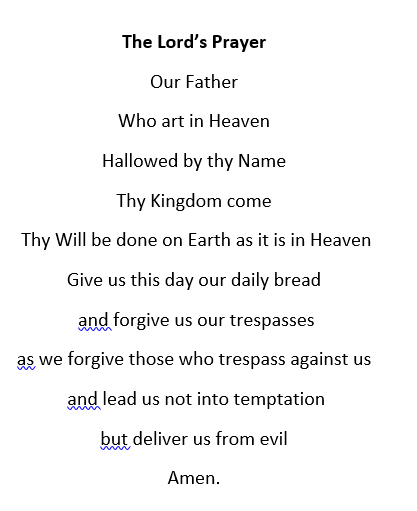 The Lord’s Prayer
Our Father
Who art in Heaven
Hallowed by thy Name
Thy Kingdom come
Thy Will be done on Earth as it is in Heaven
Give us this day our daily bread
and forgive us our trespasses
as we forgive those who trespass against us
and lead us not into temptation
but deliver us from evil
Amen.